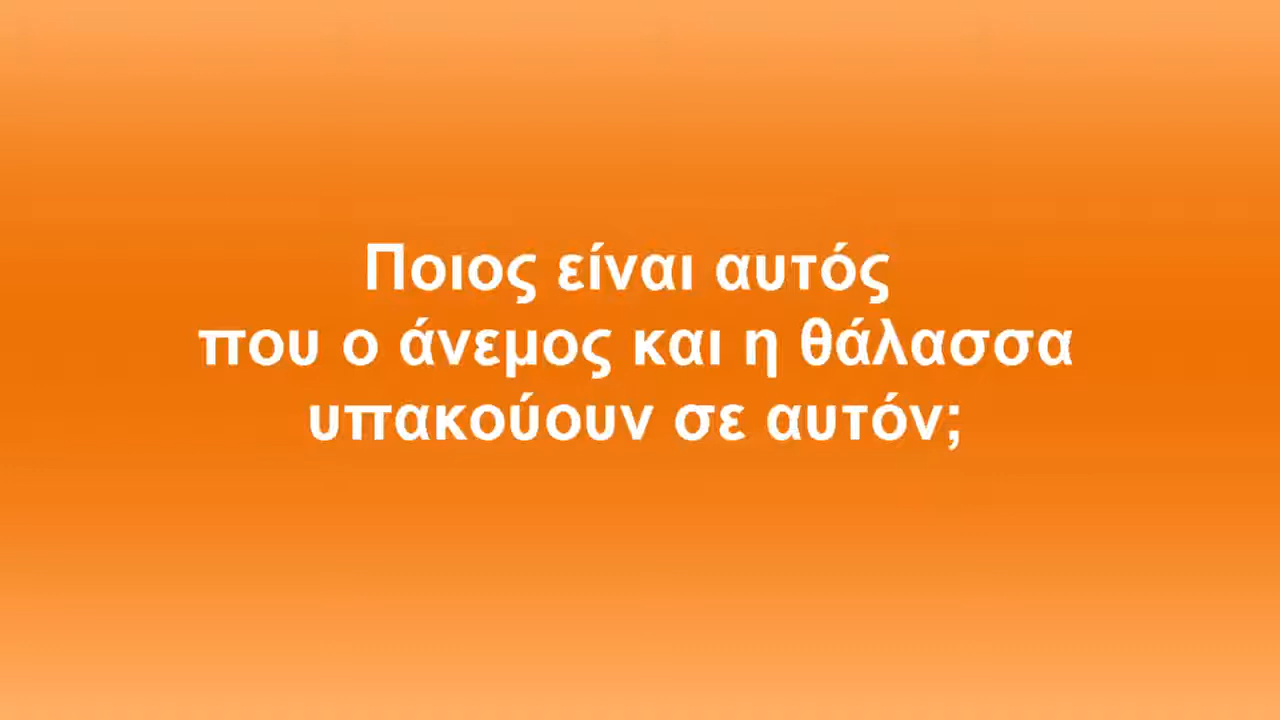 Ποιος είναι αυτός
που ο άνεμος και η θάλασσα
υπακούουν σε αυτόν;